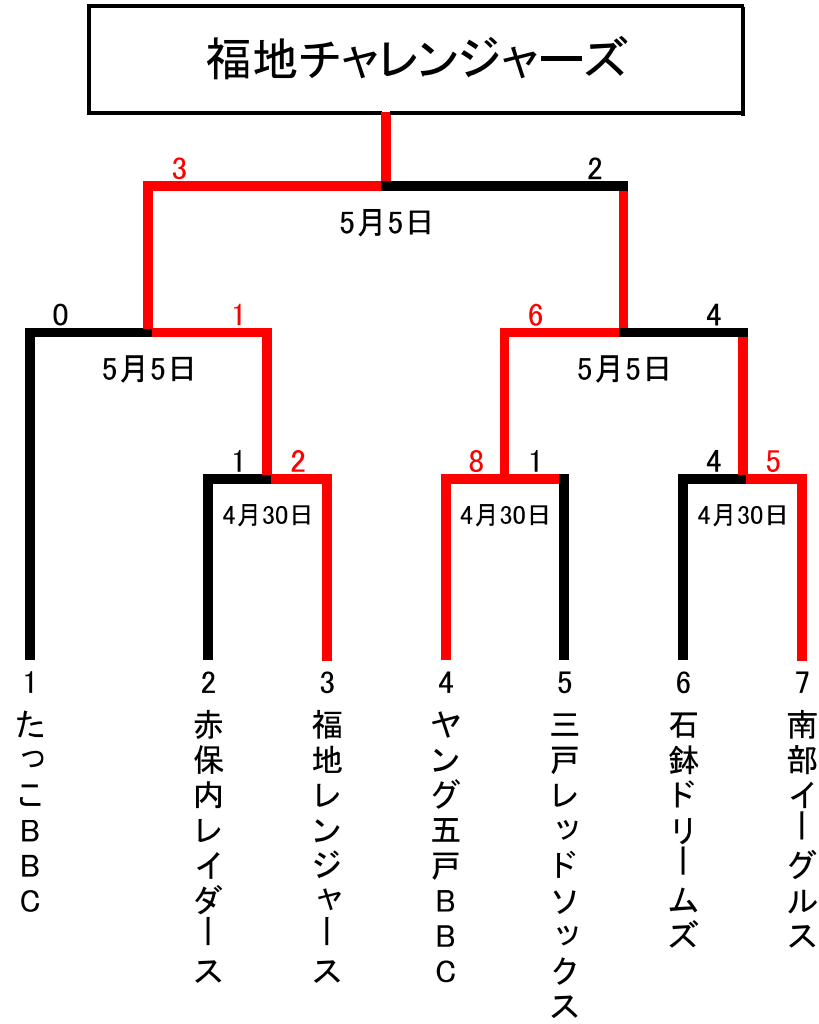 福地チャレンジャーズ
3
2
5月5日
0
1
6
4
5月5日
5月5日
1
2
8
1
4
5
4月30日
4月30日
4月30日
1
2
3
4
5
6
7
たっこBBC
赤保内レイダース
福地レンジャース
ヤング五戸BBC
三戸レッドソックス
石鉢ドリームズ
南部イーグルス